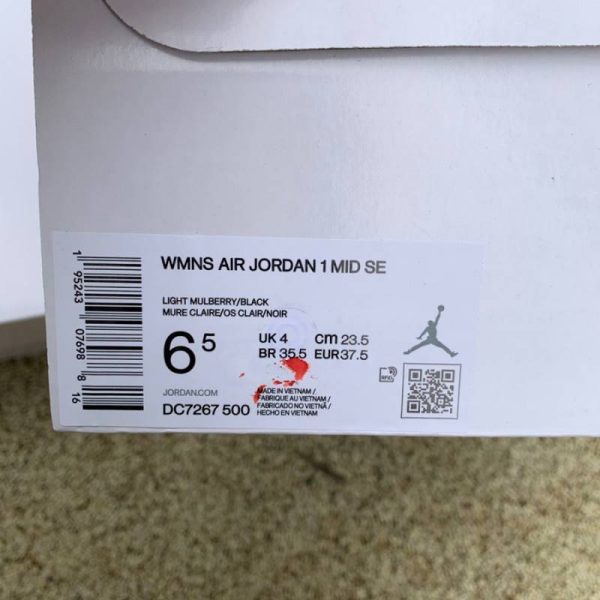 WMNS AIR JORDAN 1 MID SE
LIGHT MULBERRY/BLACK
MURE CLAIRE/OS CLAIR/NOIR
6 5
UK 4 cm 23.5
BR 35.5 EUR 37.5
JORDAN.COM
DC7267 500
MADE IN VIETNAM /
FABRIQUE AU VIETNAM /
FABRICADO NO VIETNÃ /
HECHO EN VIETNAM
1 95243 07698 8 16